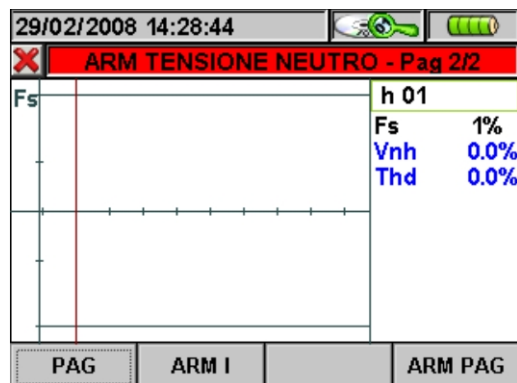 29/02/2008 14:28:44
ARM TENSIONE NEUTRO - Pag 2/2
Fs
h 01
Fs 1%
Vnh 0.0%
Thd 0.0%
PAG ARM I ARM PAG